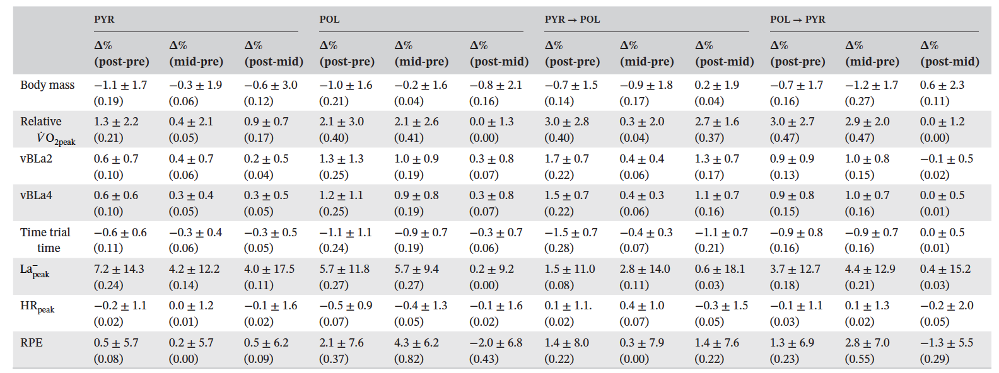 PYR POL PYR → POL POL → PYR
Δ% Δ% Δ% Δ% Δ% Δ% Δ% Δ% Δ% Δ% Δ% Δ%
(post-pre) (mid-pre) (post-mid) (post-pre) (mid-pre) (post-mid) (post-pre) (mid-pre) (post-mid) (post-pre) (mid-pre) (post-mid)
Body mass −1.1 ± 1.7 −0.3 ± 1.9 −0.6 ± 3.0 −1.0 ± 1.6 −0.2 ± 1.6 −0.8 ± 2.1 −0.7 ± 1.5 −0.9 ± 1.8 0.2 ± 1.9 −0.7 ± 1.7 −1.2 ± 1.7 0.6 ± 2.3
(0.19) (0.06) (0.12) (0.21) (0.04) (0.16) (0.14) (0.17) (0.04) (0.16) (0.27) (0.11)
Relative 1.3 ± 2.2 0.4 ± 2.1 0.9 ± 0.7 2.1 ± 3.0 2.1 ± 2.6 0.0 ± 1.3 3.0 ± 2.8 0.3 ± 2.0 2.7 ± 1.6 3.0 ± 2.7 2.9 ± 2.0 0.0 ± 1.2
V̇O2peak (0.21) (0.05) (0.17) (0.40) (0.41) (0.00) (0.40) (0.04) (0.37) (0.47) (0.47) (0.00)
vBLa2 0.6 ± 0.7 0.4 ± 0.7 0.2 ± 0.5 1.3 ± 1.3 1.0 ± 0.9 0.3 ± 0.8 1.7 ± 0.7 0.4 ± 0.4 1.3 ± 0.7 0.9 ± 0.9 1.0 ± 0.8 −0.1 ± 0.5
(0.10) (0.06) (0.04) (0.25) (0.19) (0.07) (0.22) (0.06) (0.17) (0.13) (0.15) (0.02)
vBLa4 0.6 ± 0.6 0.3 ± 0.4 0.3 ± 0.5 1.2 ± 1.1 0.9 ± 0.8 0.3 ± 0.8 1.5 ± 0.7 0.4 ± 0.3 1.1 ± 0.7 0.9 ± 0.8 1.0 ± 0.7 0.0 ± 0.5
(0.10) (0.05) (0.05) (0.25) (0.19) (0.07) (0.22) (0.06) (0.16) (0.15) (0.16) (0.01)
Time trial −0.6 ± 0.6 −0.3 ± 0.4 −0.3 ± 0.5 −1.1 ± 1.1 −0.9 ± 0.7 −0.3 ± 0.7 −1.5 ± 0.7 −0.4 ± 0.3 −1.1 ± 0.7 −0.9 ± 0.8 −0.9 ± 0.7 0.0 ± 0.5
time (0.11) (0.06) (0.05) (0.24) (0.19) (0.06) (0.28) (0.07) (0.21) (0.16) (0.16) (0.01)
La−peak 7.2 ± 14.3 4.2 ± 12.2 4.0 ± 17.5 5.7 ± 11.8 5.7 ± 9.4 0.2 ± 9.2 1.5 ± 11.0 2.8 ± 14.0 0.6 ± 18.1 3.7 ± 12.7 4.4 ± 12.9 0.4 ± 15.2
(0.24) (0.14) (0.11) (0.27) (0.27) (0.00) (0.08) (0.11) (0.03) (0.18) (0.21) (0.03)
HRpeak −0.2 ± 1.1 0.0 ± 1.2 −0.1 ± 1.6 −0.5 ± 0.9 −0.4 ± 1.3 −0.1 ± 1.6 0.1 ± 1.1. 0.4 ± 1.0 −0.3 ± 1.5 −0.1 ± 1.1 0.1 ± 1.3 −0.2 ± 2.0
(0.02) (0.01) (0.02) (0.07) (0.05) (0.02) (0.02) (0.07) (0.05) (0.03) (0.02) (0.05)
RPE 0.5 ± 5.7 0.2 ± 5.7 0.5 ± 6.2 2.1 ± 7.6 4.3 ± 6.2 −2.0 ± 6.8 1.4 ± 8.0 0.3 ± 7.9 1.4 ± 7.6 1.3 ± 6.9 2.8 ± 7.0 −1.3 ± 5.5
(0.08) (0.00) (0.09) (0.37) (0.82) (0.43) (0.22) (0.00) (0.22) (0.23) (0.55) (0.29)